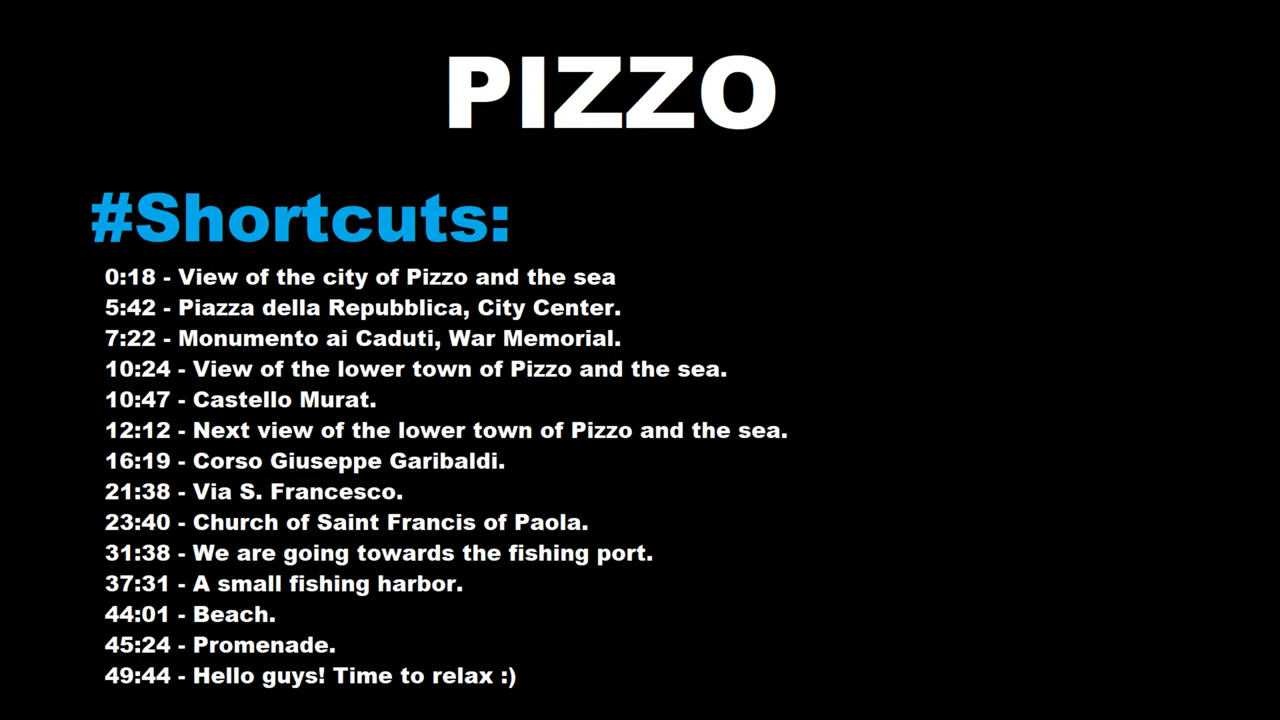 PIZZO
#Shortcuts:
0:18 - View of the city of Pizzo and the sea
5:42 - Piazza della Repubblica, City Center.
7:22 - Monumento ai Caduti, War Memorial.
10:24 - View of the lower town of Pizzo and the sea.
10:47 - Castello Murat.
12:12 - Next view of the lower town of Pizzo and the sea.
16:19 - Corso Giuseppe Garibaldi.
21:38 - Via S. Francesco.
23:40 - Church of Saint Francis of Paola.
31:38 - We are going towards the fishing port.
37:31 - A small fishing harbor.
44:01 - Beach.
45:24 - Promenade.
49:44 - Hello guys! Time to relax :)